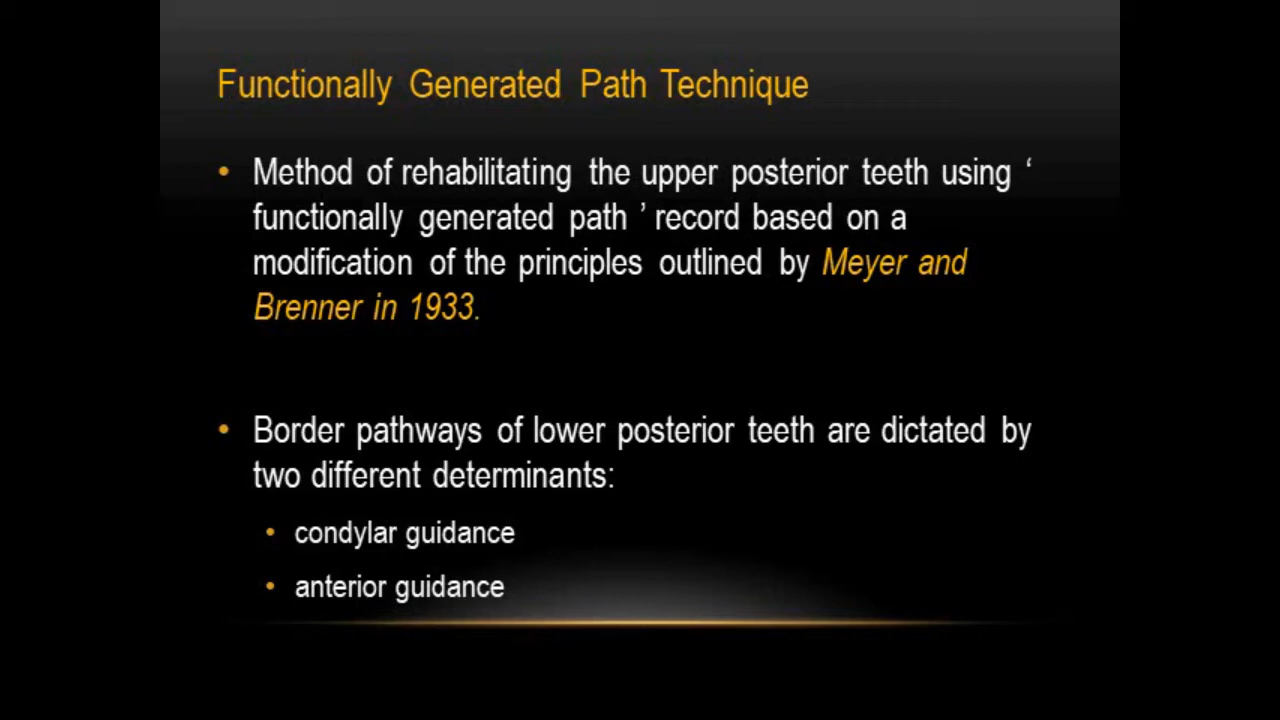 Functionally Generated Path Technique
• Method of rehabilitating the upper posterior teeth using ‘
functionally generated path ’ record based on a
modification of the principles outlined by Meyer and
Brenner in 1933.
• Border pathways of lower posterior teeth are dictated by
two different determinants:
• condylar guidance
• anterior guidance